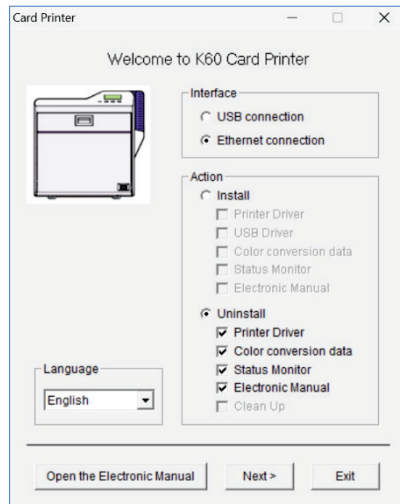 Card Printer
Welcome to K60 Card Printer
Interface
USB connection
Ethernet connection
Action
Install
Printer Driver
USB Driver
Color conversion data
Status Monitor
Electronic Manual
Uninstall
Printer Driver
Color conversion data
Status Monitor
Electronic Manual
Clean Up
Language
English
Open the Electronic Manual
Next >
Exit